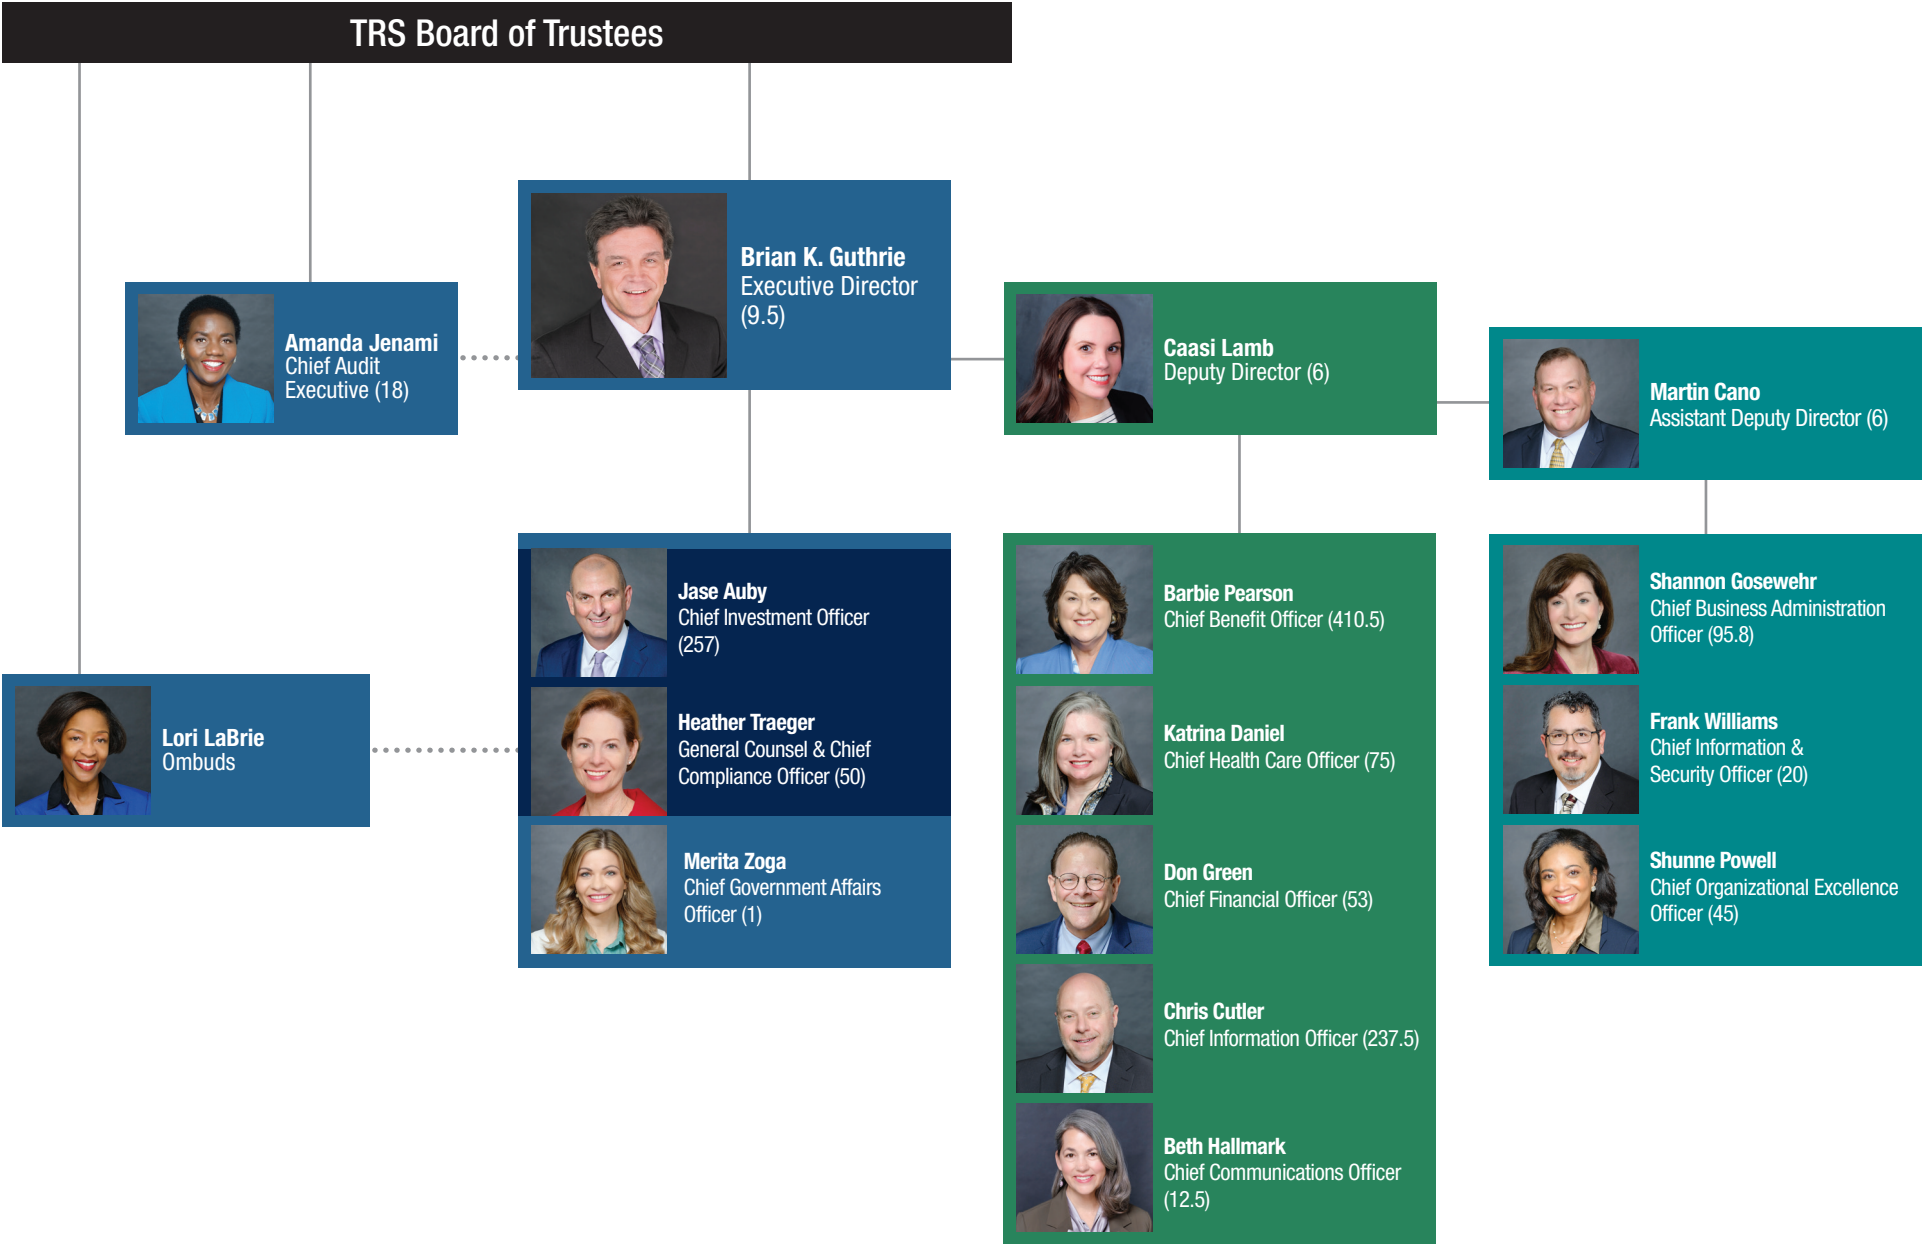 TRS Board of Trustees
Brian K. Guthrie
Executive Director
(9.5)
Amanda Jenami
Chief Audit
Executive (18)
Caasi Lamb
Deputy Director (6)
Martin Cano
Assistant Deputy Director (6)
Lori LaBrie
Ombuds
Jase Auby
Chief Investment Officer
(257)
Heather Traeger
General Counsel & Chief
Compliance Officer (50)
Merita Zoga
Chief Government Affairs
Officer (1)
Barbie Pearson
Chief Benefit Officer (410.5)
Katrina Daniel
Chief Health Care Officer (75)
Don Green
Chief Financial Officer (53)
Chris Cutler
Chief Information Officer (237.5)
Beth Hallmark
Chief Communications Officer
(12.5)
Shannon Gosewehr
Chief Business Administration
Officer (95.8)
Frank Williams
Chief Information &
Security Officer (20)
Shunne Powell
Chief Organizational Excellence
Officer (45)